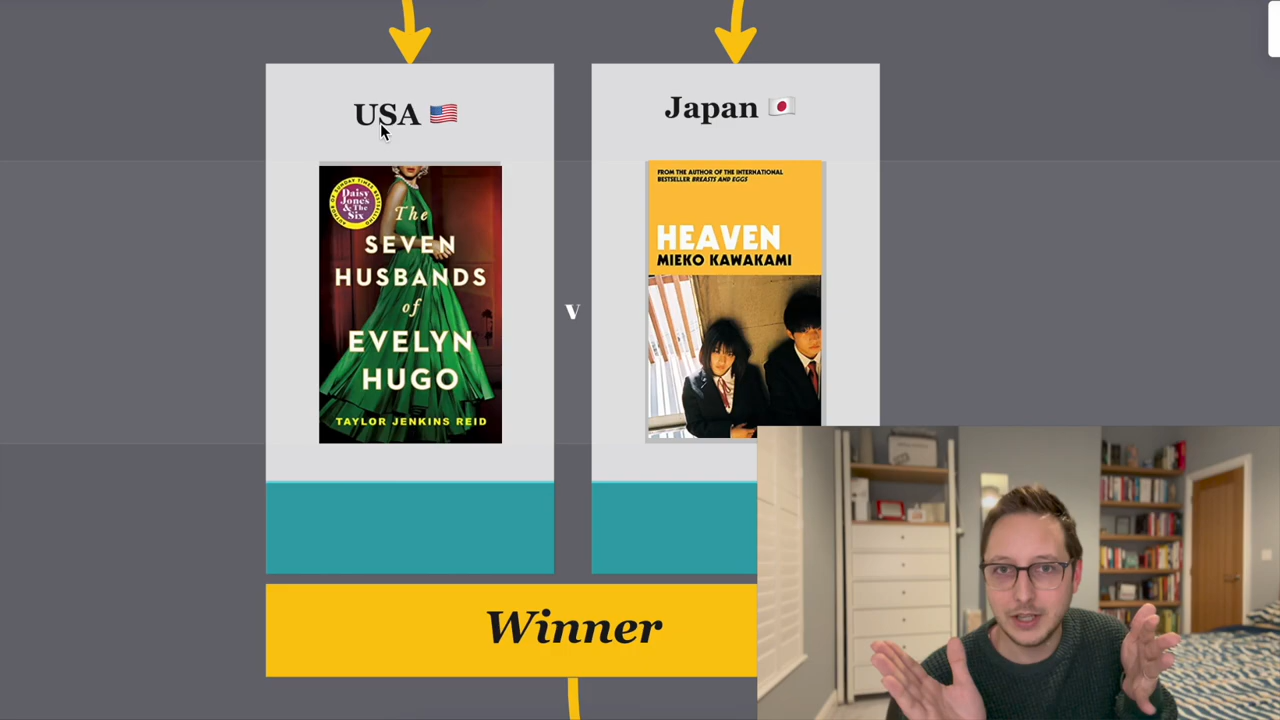 USA
Japan
Daisy
Jones
& The
Six
The
SEVEN
HUSBANDS
of
EVELYN
HUGO
TAYLOR JENKINS REID
v
FROM THE AUTHOR OF THE INTERNATIONAL
BESTSELLER BREASTS AND EGGS
HEAVEN
MIEKO KAWAKAMI
Winner